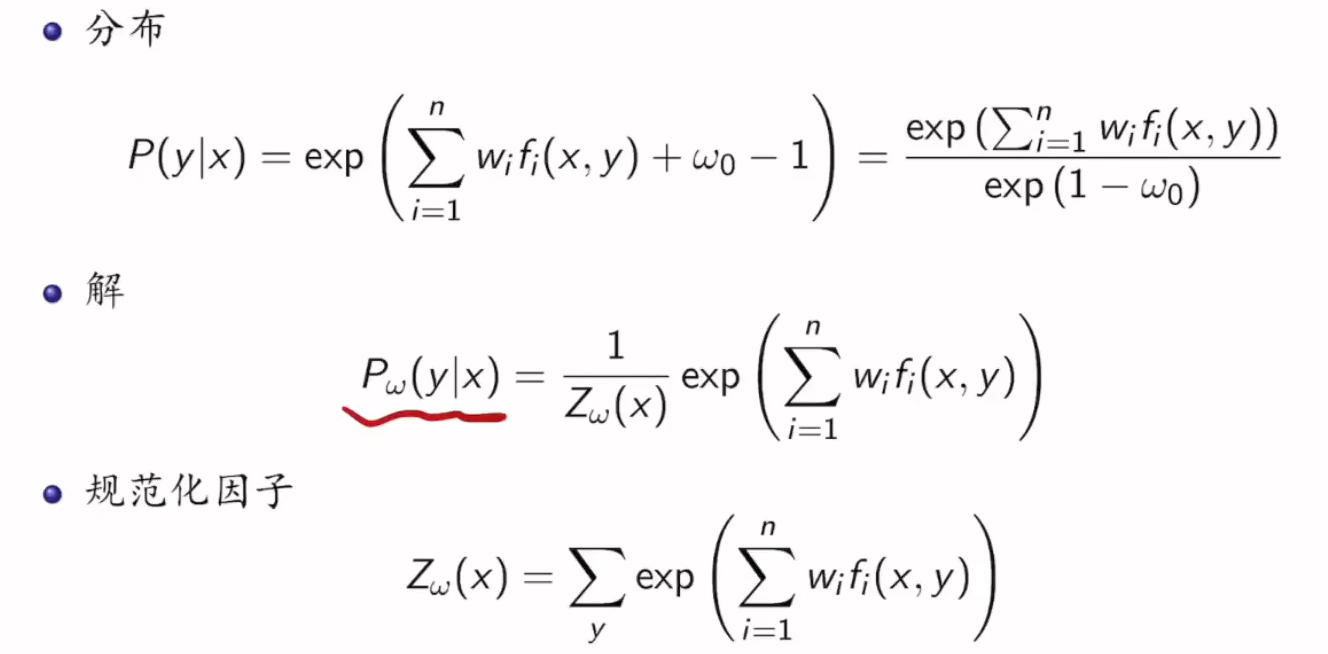 分布
P(y|x) = exp ( ∑_{i=1}^{n} w_i f_i(x, y) + ω_0 − 1 ) = exp (∑_{i=1}^{n} w_i f_i(x, y)) / exp (1 − ω_0)
解
P_ω(y|x) = 1 / Z_ω(x) exp ( ∑_{i=1}^{n} w_i f_i(x, y) )
规范化因子
Z_ω(x) = ∑_y exp ( ∑_{i=1}^{n} w_i f_i(x, y) )